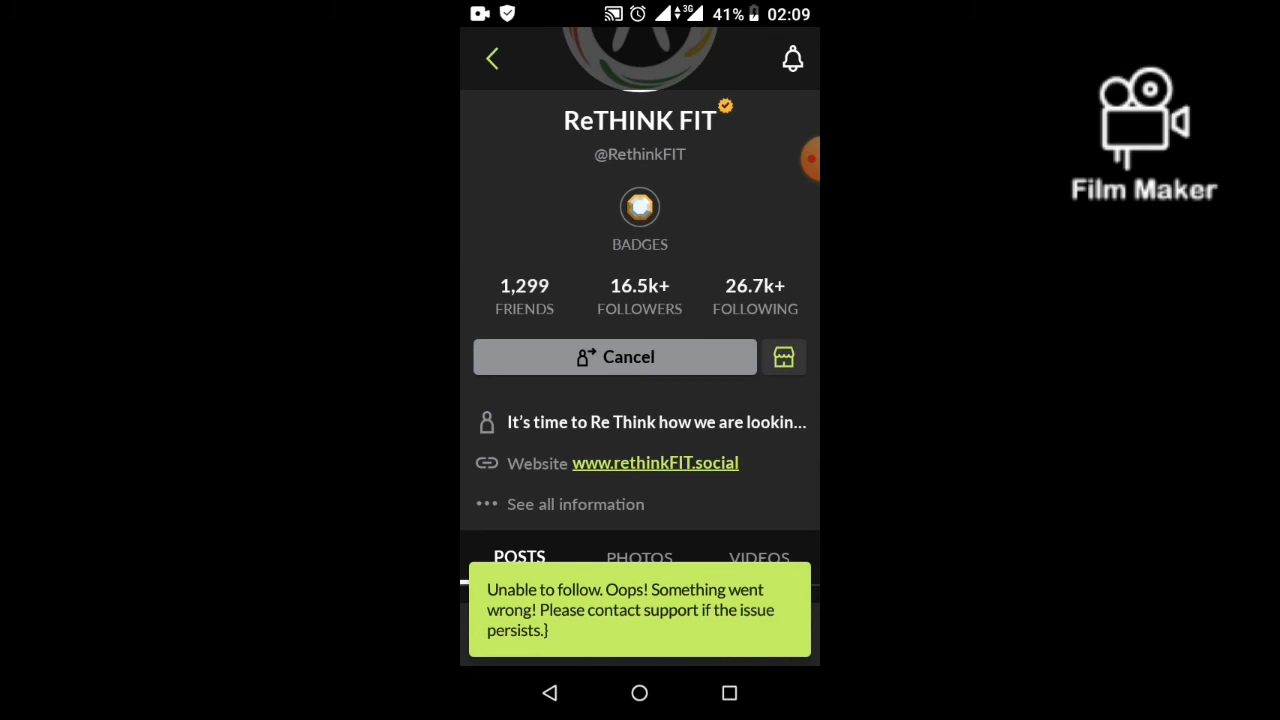 3G 41% 02:09
ReTHINK FIT
@RethinkFIT
BADGES
1,299 16.5k+ 26.7k+
FRIENDS FOLLOWERS FOLLOWING
Cancel
It's time to Re Think how we are lookin...
Website www.rethinkFIT.social
See all information
POSTS PHOTOS VIDEOS
Unable to follow. Oops! Something went
wrong! Please contact support if the issue
persists.}
Film Maker